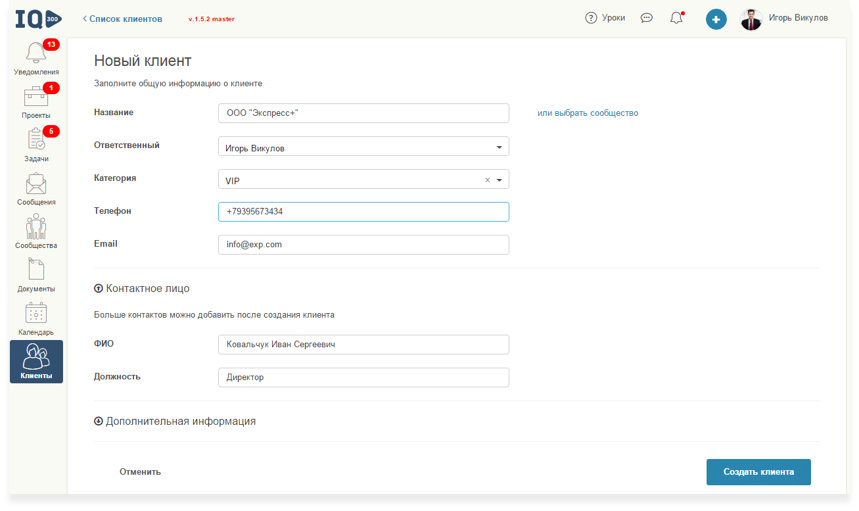 IQ 300
Список клиентов
v.1.5.2 master
? Уроки
Игорь Викулов
13
Уведомления
1
Проекты
5
Задачи
Сообщения
Сообщества
Документы
Календарь
Клиенты
Новый клиент
Заполните общую информацию о клиенте
Название
ООО "Экспресс+"
или выбрать сообщество
Ответственный
Игорь Викулов
Категория
VIP
Телефон
+79395673434
Email
info@exp.com
Контактное лицо
Больше контактов можно добавить после создания клиента
ФИО
Ковальчук Иван Сергеевич
Должность
Директор
Дополнительная информация
Отменить
Создать клиента